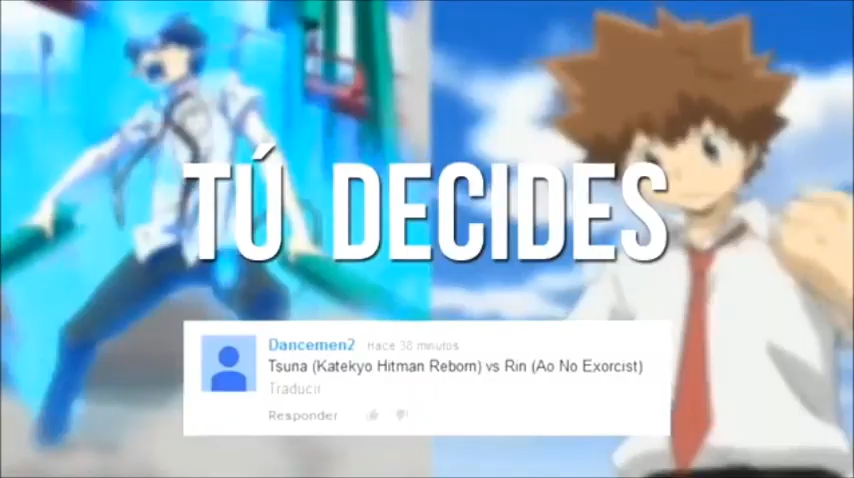 TÚ DECIDES
Dancemen2 Hace 38 minutos
Tsuna (Katekyo Hitman Reborn) vs Rin (Ao No Exorcist)
Traducir
Responder